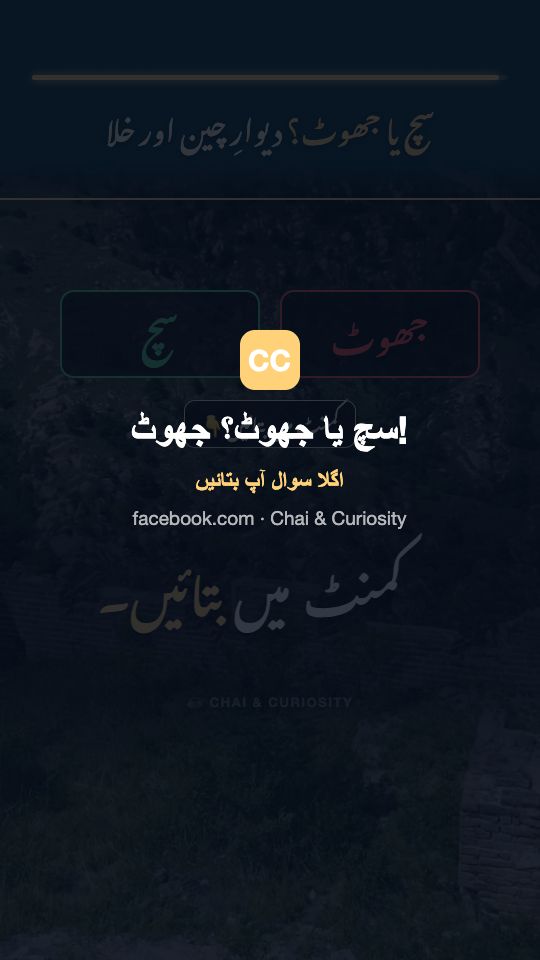 سچ یا جھوٹ؟ دیوارِ چین اور خلا
سچ
جھوٹ
CC
سچ یا جھوٹ؟ جھوٹ!
اگلا سوال آپ بتائیں
facebook.com · Chai & Curiosity
کمنٹ میں بتائیں۔
CHAI & CURIOSITY